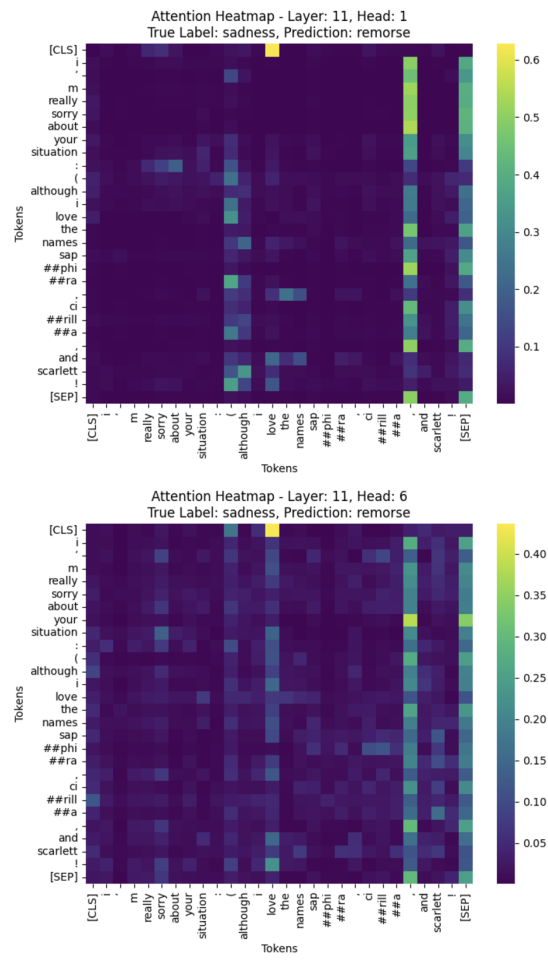 Attention Heatmap - Layer: 11, Head: 1
True Label: sadness, Prediction: remorse
[CLS]
i
'
m
really
sorry
about
your
situation
:
(
although
i
love
the
names
sap
##phi
##ra
,
ci
##rill
##a
,
and
scarlett
!
[SEP]
Tokens
0.6
0.5
0.4
0.3
0.2
0.1
[CLS] i ' m really sorry about your situation : ( although i love the names sap ##phi ##ra , ci ##rill ##a , and scarlett ! [SEP]
Tokens
Attention Heatmap - Layer: 11, Head: 6
True Label: sadness, Prediction: remorse
[CLS]
i
'
m
really
sorry
about
your
situation
:
(
although
i
love
the
names
sap
##phi
##ra
,
ci
##rill
##a
,
and
scarlett
!
[SEP]
Tokens
0.40
0.35
0.30
0.25
0.20
0.15
0.10
0.05
[CLS] i ' m really sorry about your situation : ( although i love the names sap ##phi ##ra , ci ##rill ##a , and scarlett ! [SEP]
Tokens